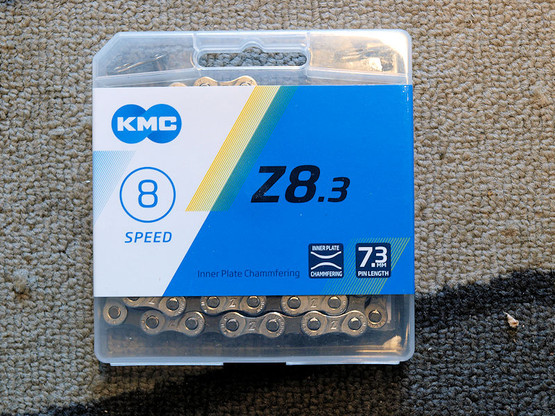 KMC
8
SPEED
Z8.3
Inner Plate Chammfering
INNER PLATE
CHAMMFERING
7.3 MM
PIN LENGTH